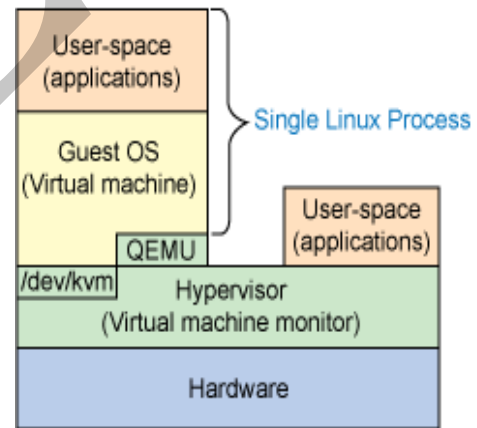 User-space
(applications)
Single Linux Process
Guest OS
(Virtual machine)
User-space
(applications)
QEMU
/dev/kvm
Hypervisor
(Virtual machine monitor)
Hardware